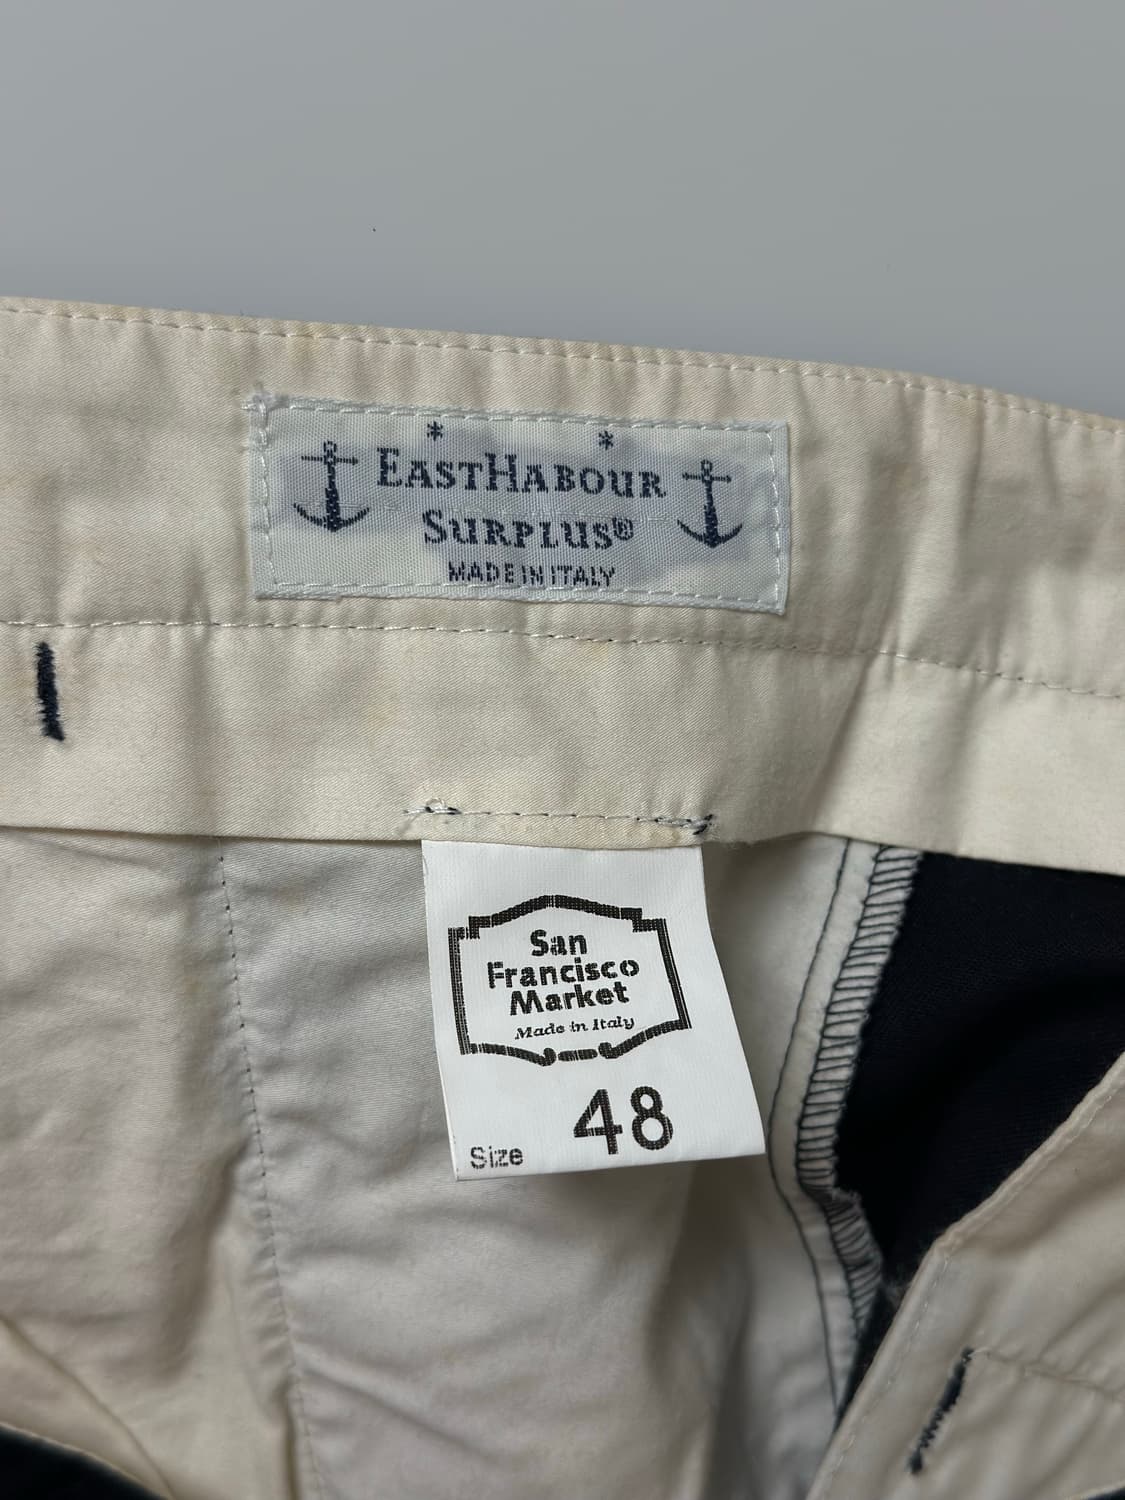 * *
EASTHABOUR
SURPLUS®
MADE IN ITALY
San
Francisco
Market
Made in Italy
Size 48